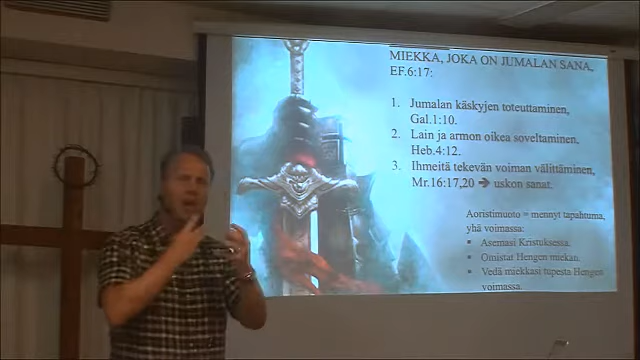 MIEKKA, JOKA ON JUMALAN SANA,
EF.6:17:
1. Jumalan käskyjen toteuttaminen,
Gal.1:10.
2. Lain ja armon oikea soveltaminen,
Heb.4:12.
3. Ihmeitä tekevän voiman välittäminen,
Mr.16:17,20 → uskon sanat.
Aoristimuoto = mennyt tapahtuma,
yhä voimassa:
▪ Asemasi Kristuksessa.
▪ Omistat Hengen miekan.
▪ Vedä miekkasi tupesta Hengen
voimassa.